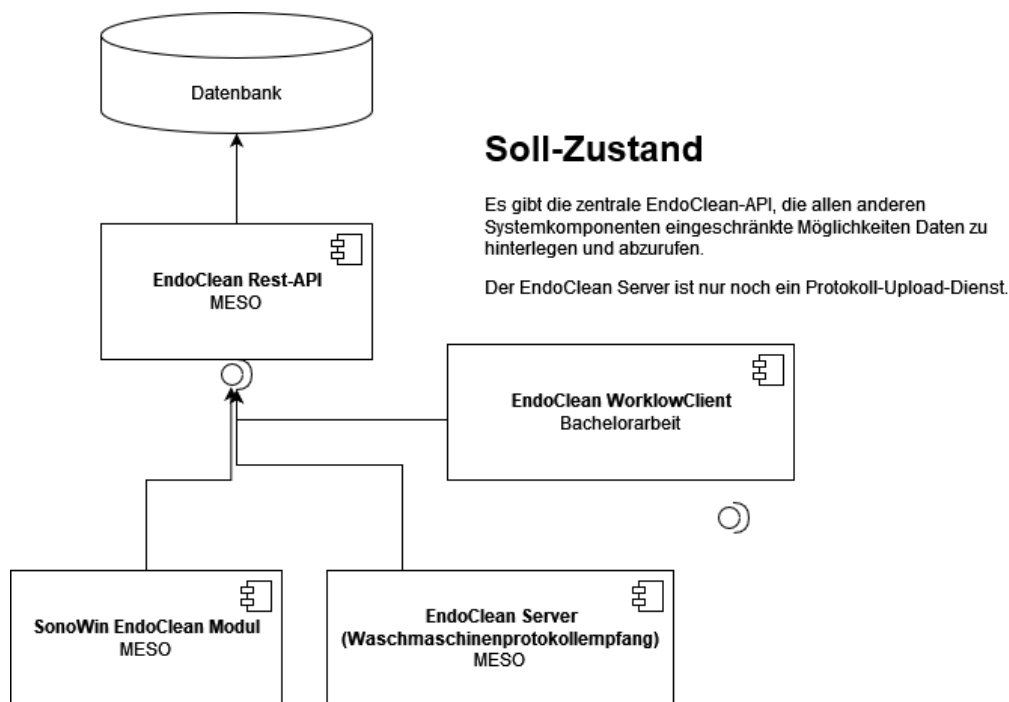 Datenbank
Soll-Zustand
Es gibt die zentrale EndoClean-API, die allen anderen
Systemkomponenten eingeschränkte Möglichkeiten Daten zu
hinterlegen und abzurufen.
Der EndoClean Server ist nur noch ein Protokoll-Upload-Dienst.
EndoClean Rest-API
MESO
EndoClean WorklowClient
Bachelorarbeit
SonoWin EndoClean Modul
MESO
EndoClean Server
(Waschmaschinenprotokollempfang)
MESO